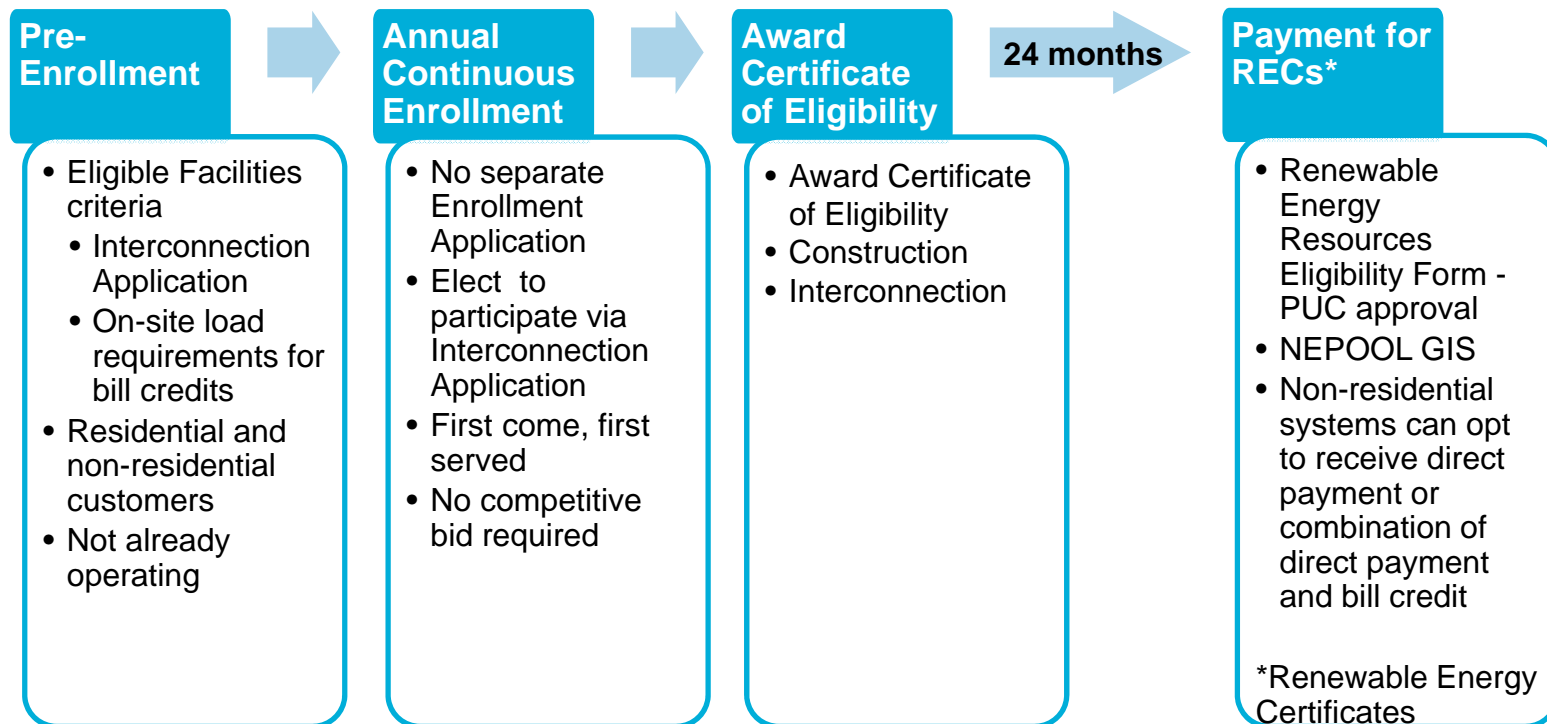 Pre-
Enrollment
• Eligible Facilities
criteria
• Interconnection
Application
• On-site load
requirements for
bill credits
• Residential and
non-residential
customers
• Not already
operating
Annual
Continuous
Enrollment
• No separate
Enrollment
Application
• Elect  to
participate via
Interconnection
Application
• First come, first
served
• No competitive
bid required
Award
Certificate
of Eligibility
• Award Certificate
of Eligibility
• Construction
• Interconnection
24 months
Payment for
RECs*
• Renewable
Energy
Resources
Eligibility Form -
PUC approval
• NEPOOL GIS
• Non-residential
systems can opt
to receive direct
payment or
combination of
direct payment
and bill credit
*Renewable Energy
Certificates